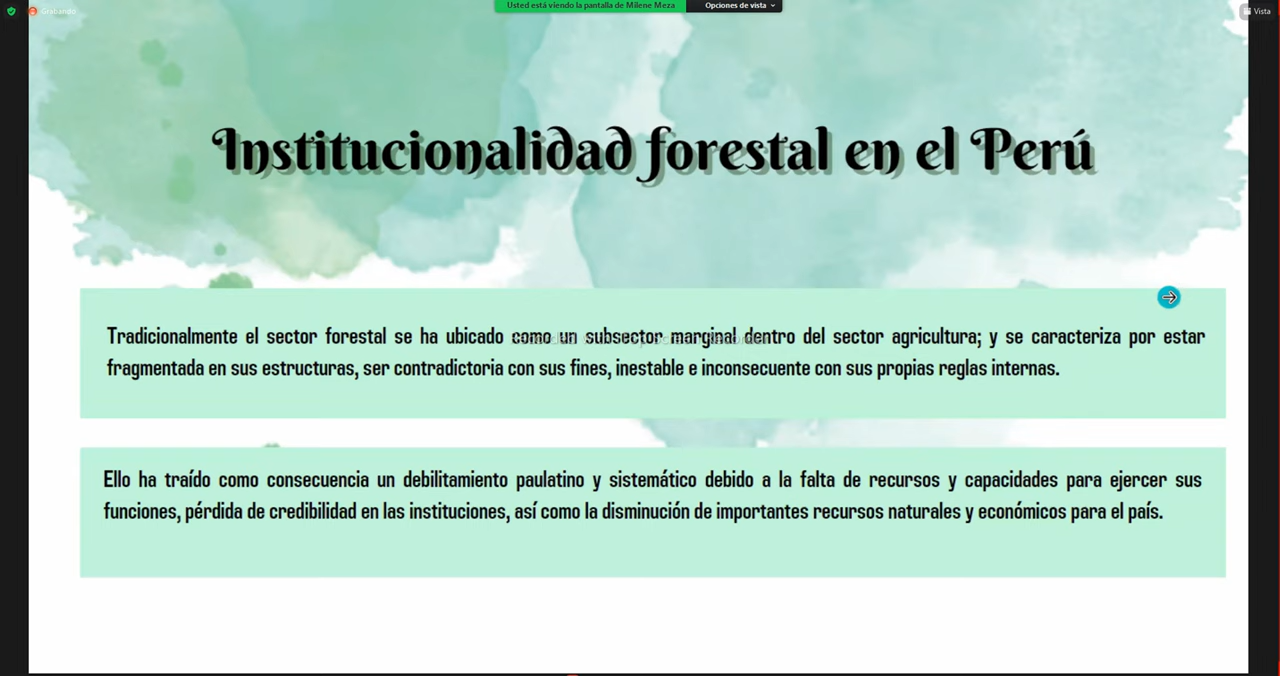 Grabando
Usted está viendo la pantalla de Milene Meza
Opciones de vista
Vista
Institucionalidad forestal en el Perú
Tradicionalmente el sector forestal se ha ubicado como un subsector marginal dentro del sector agricultura; y se caracteriza por estar
fragmentada en sus estructuras, ser contradictoria con sus fines, inestable e inconsecuente con sus propias reglas internas.
Ello ha traído como consecuencia un debilitamiento paulatino y sistemático debido a la falta de recursos y capacidades para ejercer sus
funciones, pérdida de credibilidad en las instituciones, así como la disminución de importantes recursos naturales y económicos para el país.